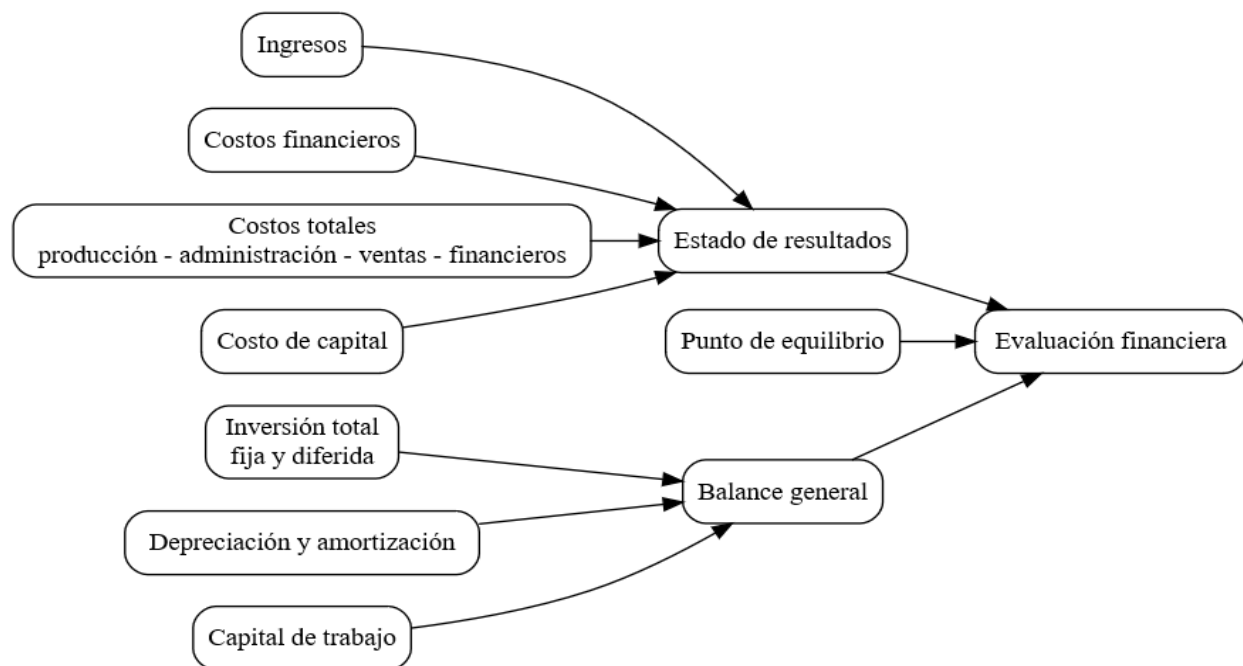 Ingresos
Costos financieros
Costos totales
producción - administración - ventas - financieros
Costo de capital
Inversión total
fija y diferida
Depreciación y amortización
Capital de trabajo
Estado de resultados
Punto de equilibrio
Balance general
Evaluación financiera